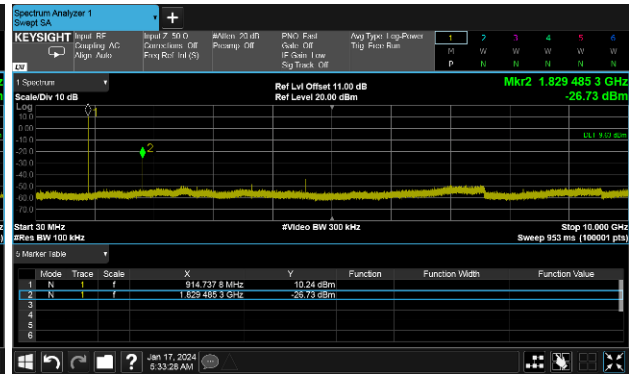 Spectrum Analyzer 1
Swept SA
+
KEYSIGHT
Input RF
Coupling AC
Align Auto
Input Z 50 Ω
Corrections Off
Freq Ref Int (S)
#Atten 20 dB
Preamp Off
PNO Fast
Gate Off
IF Gain Low
Sig Track Off
Avg Type Log-Power
Trig Free Run
1 2 3 4 5 6
M W W W W W
P N N N N N
LXI
1 Spectrum
Scale/Div 10 dB
Ref Lvl Offset 11.00 dB
Ref Level 20.00 dBm
Mkr2 1.829 485 3 GHz
-26.73 dBm
Log
10.0
0.00
-10.0
-20.0
-30.0
-40.0
-50.0
-60.0
-70.0
1
2
Start 30 MHz
#Res BW 100 kHz
#Video BW 300 kHz
Stop 10.000 GHz
Sweep 953 ms (100001 pts)
5 Marker Table
Mode Trace Scale X Y Function Function Width Function Value
1 N 1 f 914.737 8 MHz 10.24 dBm
2 N 1 f 1.829 485 3 GHz -26.73 dBm
3
4
5
6
?
Jan 17, 2024
5:33:28 AM